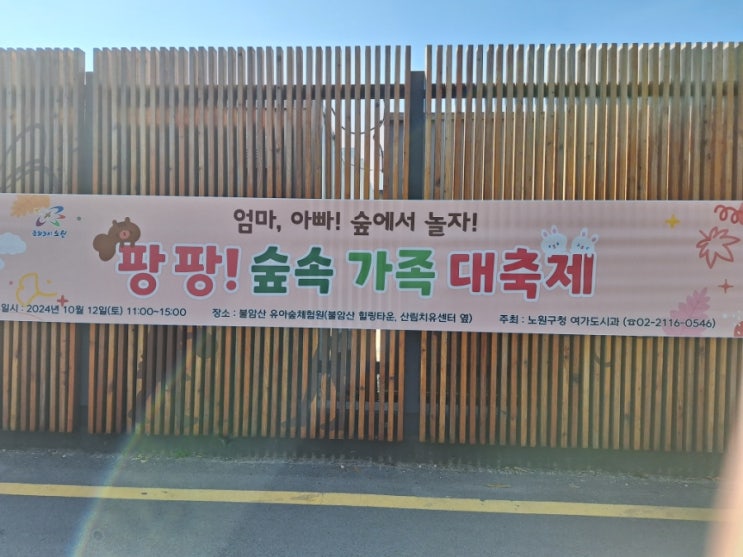 엄마, 아빠! 숲에서 놀자!
팡팡! 숲속 가족 대축제
일시 : 2024년 10월 12일(토) 11:00~15:00 장소 : 불암산 유아숲체험원(불암산 힐링타운, 산림치유센터 옆) 주최 : 노원구청 여가도시과 (☎02-2116-0546)